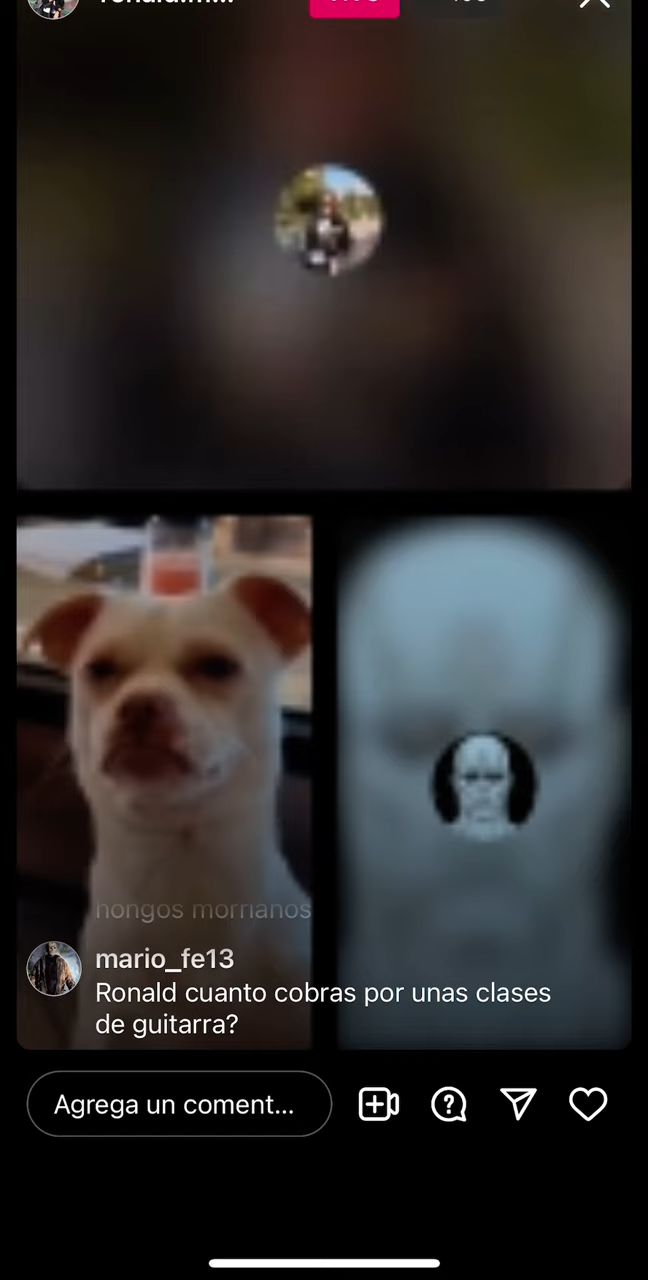 hongos morrianos
mario_fe13
Ronald cuanto cobras por unas clases
de guitarra?
Agrega un coment...